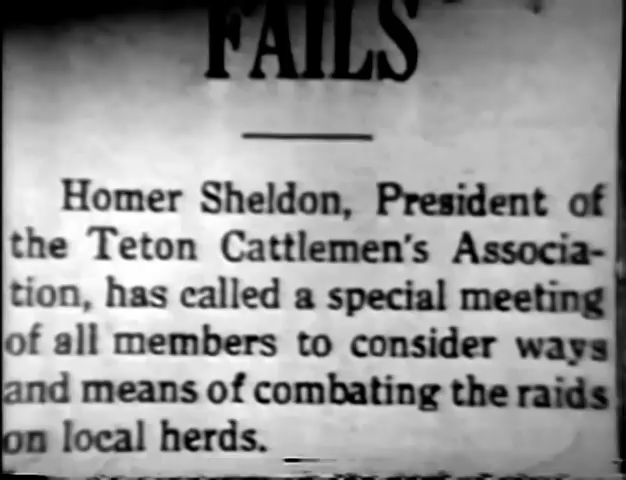 FAILS
Homer Sheldon, President of
the Teton Cattlemen's Associa-
tion, has called a special meeting
of all members to consider ways
and means of combating the raids
on local herds.